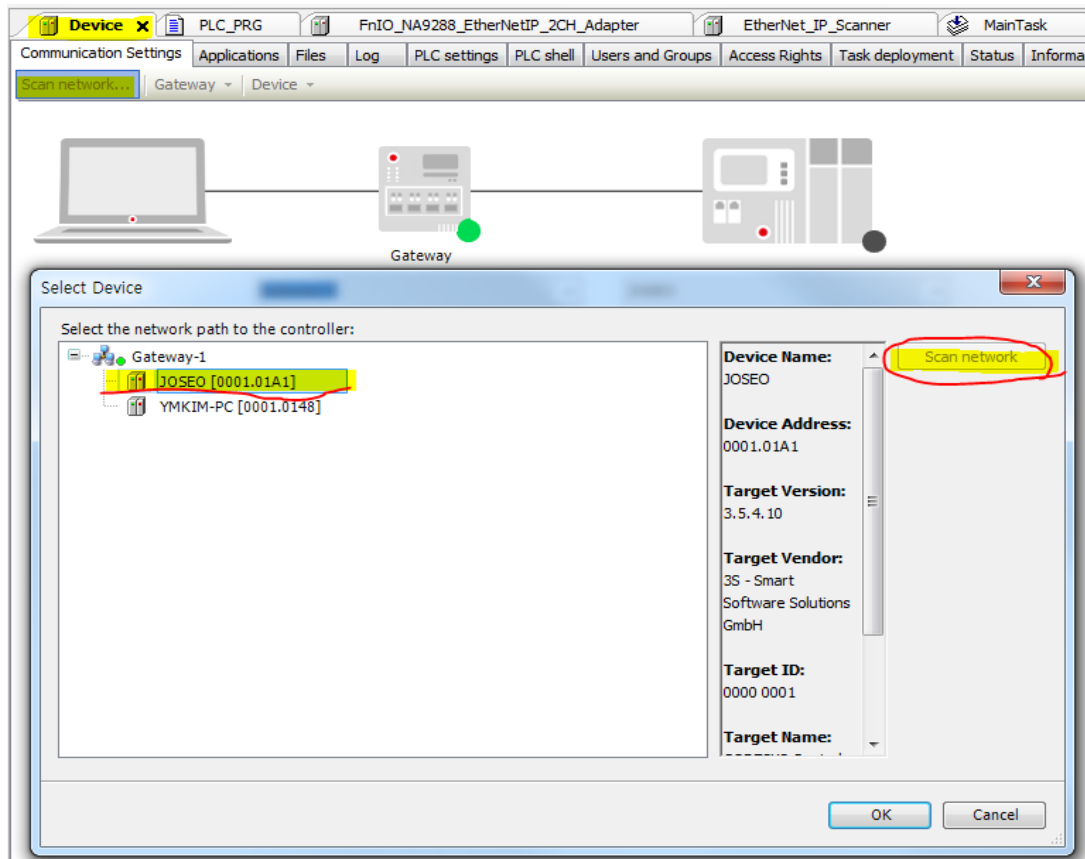 Device PLC_PRG FnIO_NA9288_EtherNetIP_2CH_Adapter EtherNet_IP_Scanner MainTask
Communication Settings Applications Files Log PLC settings PLC shell Users and Groups Access Rights Task deployment Status Informa
Scan network... Gateway Device
Gateway
Select Device
Select the network path to the controller:
Gateway-1
JOSEO [0001.01A1]
YMKIM-PC [0001.0148]
Device Name:
JOSEO
Device Address:
0001.01A1
Target Version:
3.5.4.10
Target Vendor:
3S - Smart
Software Solutions
GmbH
Target ID:
0000 0001
Target Name:
Scan network
OK Cancel